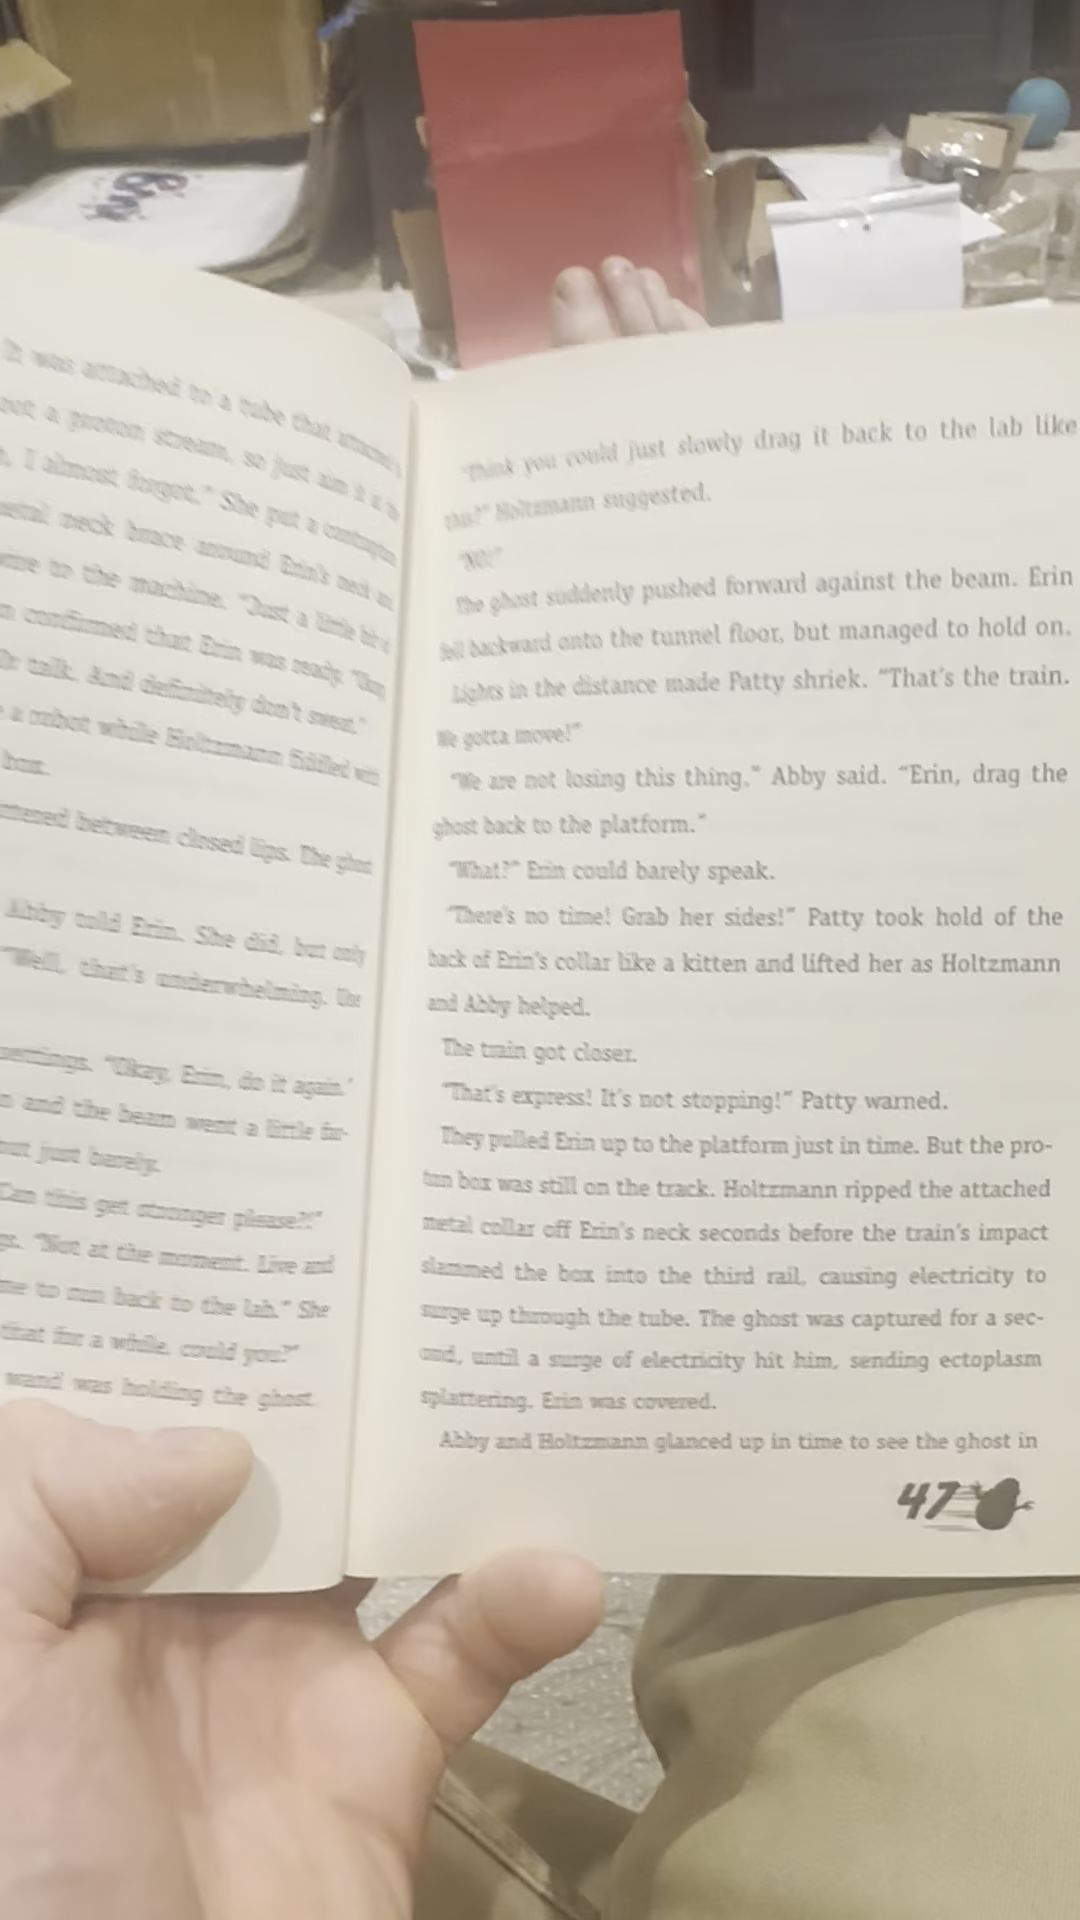 It was attached to a tube that attached
a proton stream, so just aim it at the
I almost forgot." She put a contraption
metal neck brace around Erin's neck and
wire to the machine. "Just a little bit of
confirmed that Erin was ready. "Okay,
talk. And definitely don't sweat."
a robot while Holtzmann fiddled with
box.
between closed lips. The ghost
Abby told Erin. She did, but only
"Well, that's underwhelming. Use
settings. "Okay, Erin, do it again."
and the beam went a little far-
but just barely.
Can this get stronger please?!"
"Not at the moment. Live and
me to run back to the lab." She
that for a while, could you?"
wand was holding the ghost.
"Think you could just slowly drag it back to the lab like
this?" Holtzmann suggested.
"NO!"
The ghost suddenly pushed forward against the beam. Erin
fell backward onto the tunnel floor, but managed to hold on.
Lights in the distance made Patty shriek. "That's the train.
We gotta move!"
"We are not losing this thing," Abby said. "Erin, drag the
ghost back to the platform."
"What?" Erin could barely speak.
"There's no time! Grab her sides!" Patty took hold of the
back of Erin's collar like a kitten and lifted her as Holtzmann
and Abby helped.
The train got closer.
"That's express! It's not stopping!" Patty warned.
They pulled Erin up to the platform just in time. But the pro-
ton box was still on the track. Holtzmann ripped the attached
metal collar off Erin's neck seconds before the train's impact
slammed the box into the third rail, causing electricity to
surge up through the tube. The ghost was captured for a sec-
ond, until a surge of electricity hit him, sending ectoplasm
splattering. Erin was covered.
Abby and Holtzmann glanced up in time to see the ghost in
47